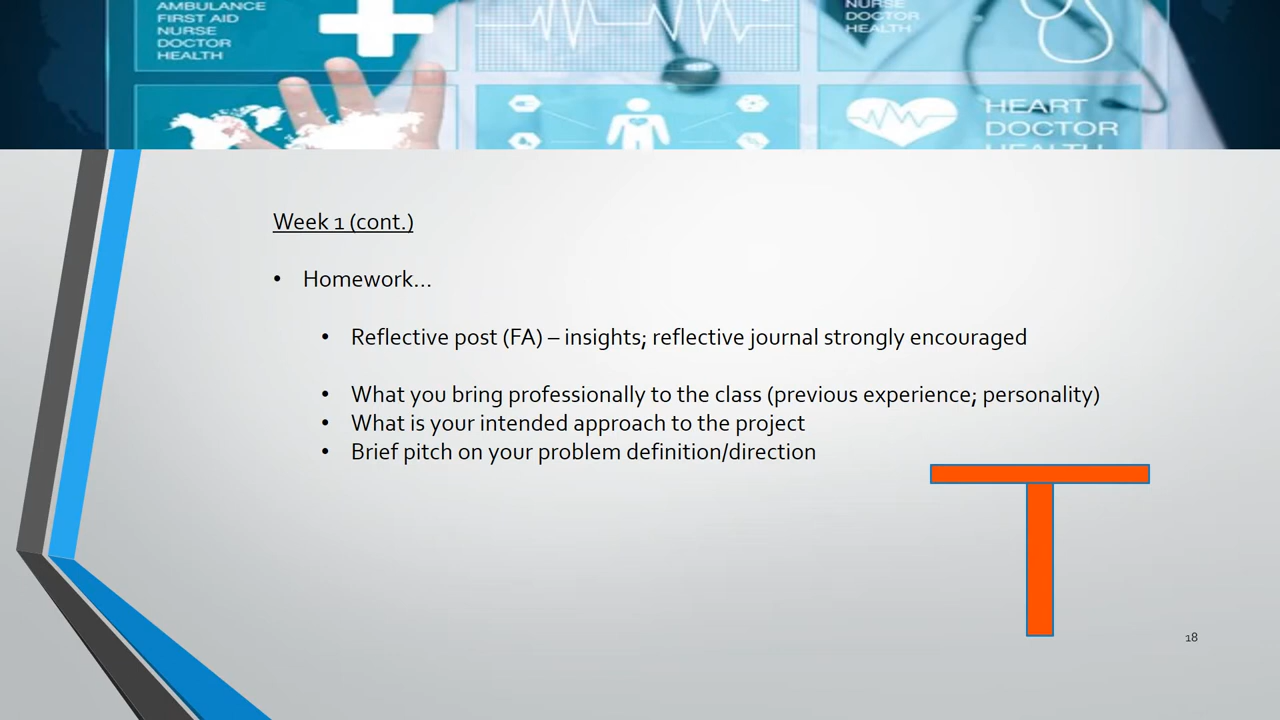 AMBULANCE
FIRST AID
NURSE
DOCTOR
HEALTH
NURSE
DOCTOR
HEALTH
HEART
DOCTOR
HEALTH
Week 1 (cont.)
• Homework...
• Reflective post (FA) – insights; reflective journal strongly encouraged
• What you bring professionally to the class (previous experience; personality)
• What is your intended approach to the project
• Brief pitch on your problem definition/direction
T
18